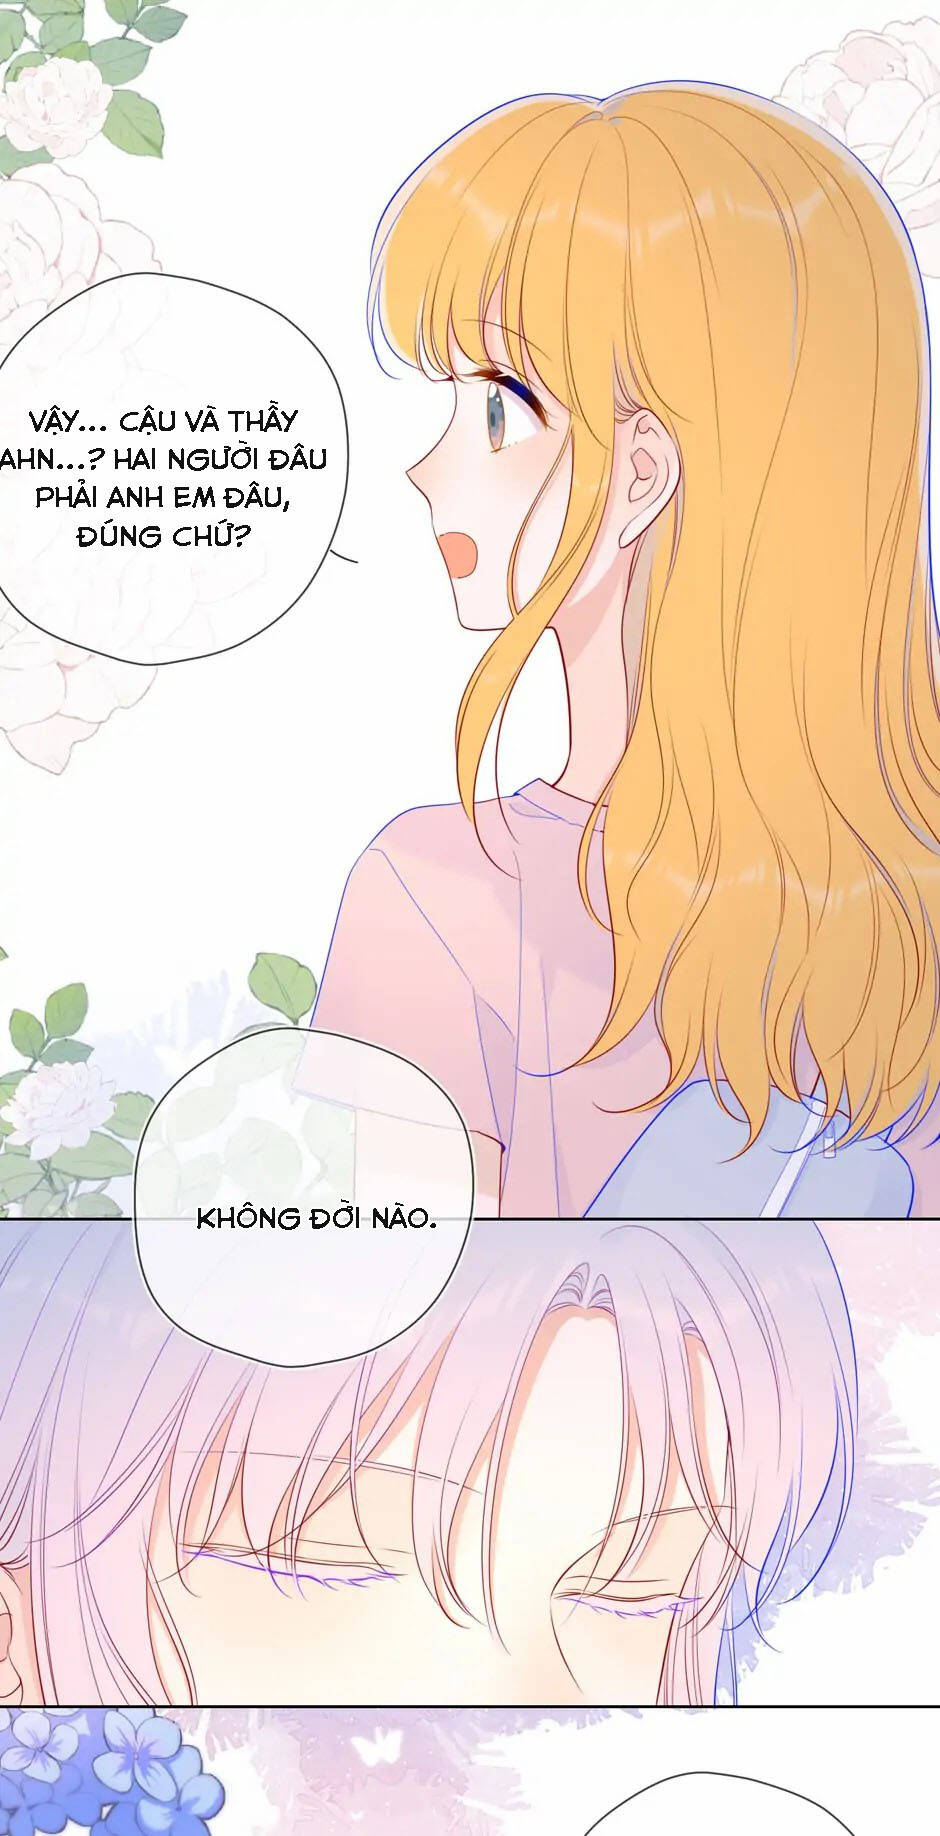 VẬY... CẬU VÀ THẦY
AHN...? HAI NGƯỜI ĐÂU
PHẢI ANH EM ĐÂU,
ĐÚNG CHỨ?
KHÔNG ĐỜI NÀO.